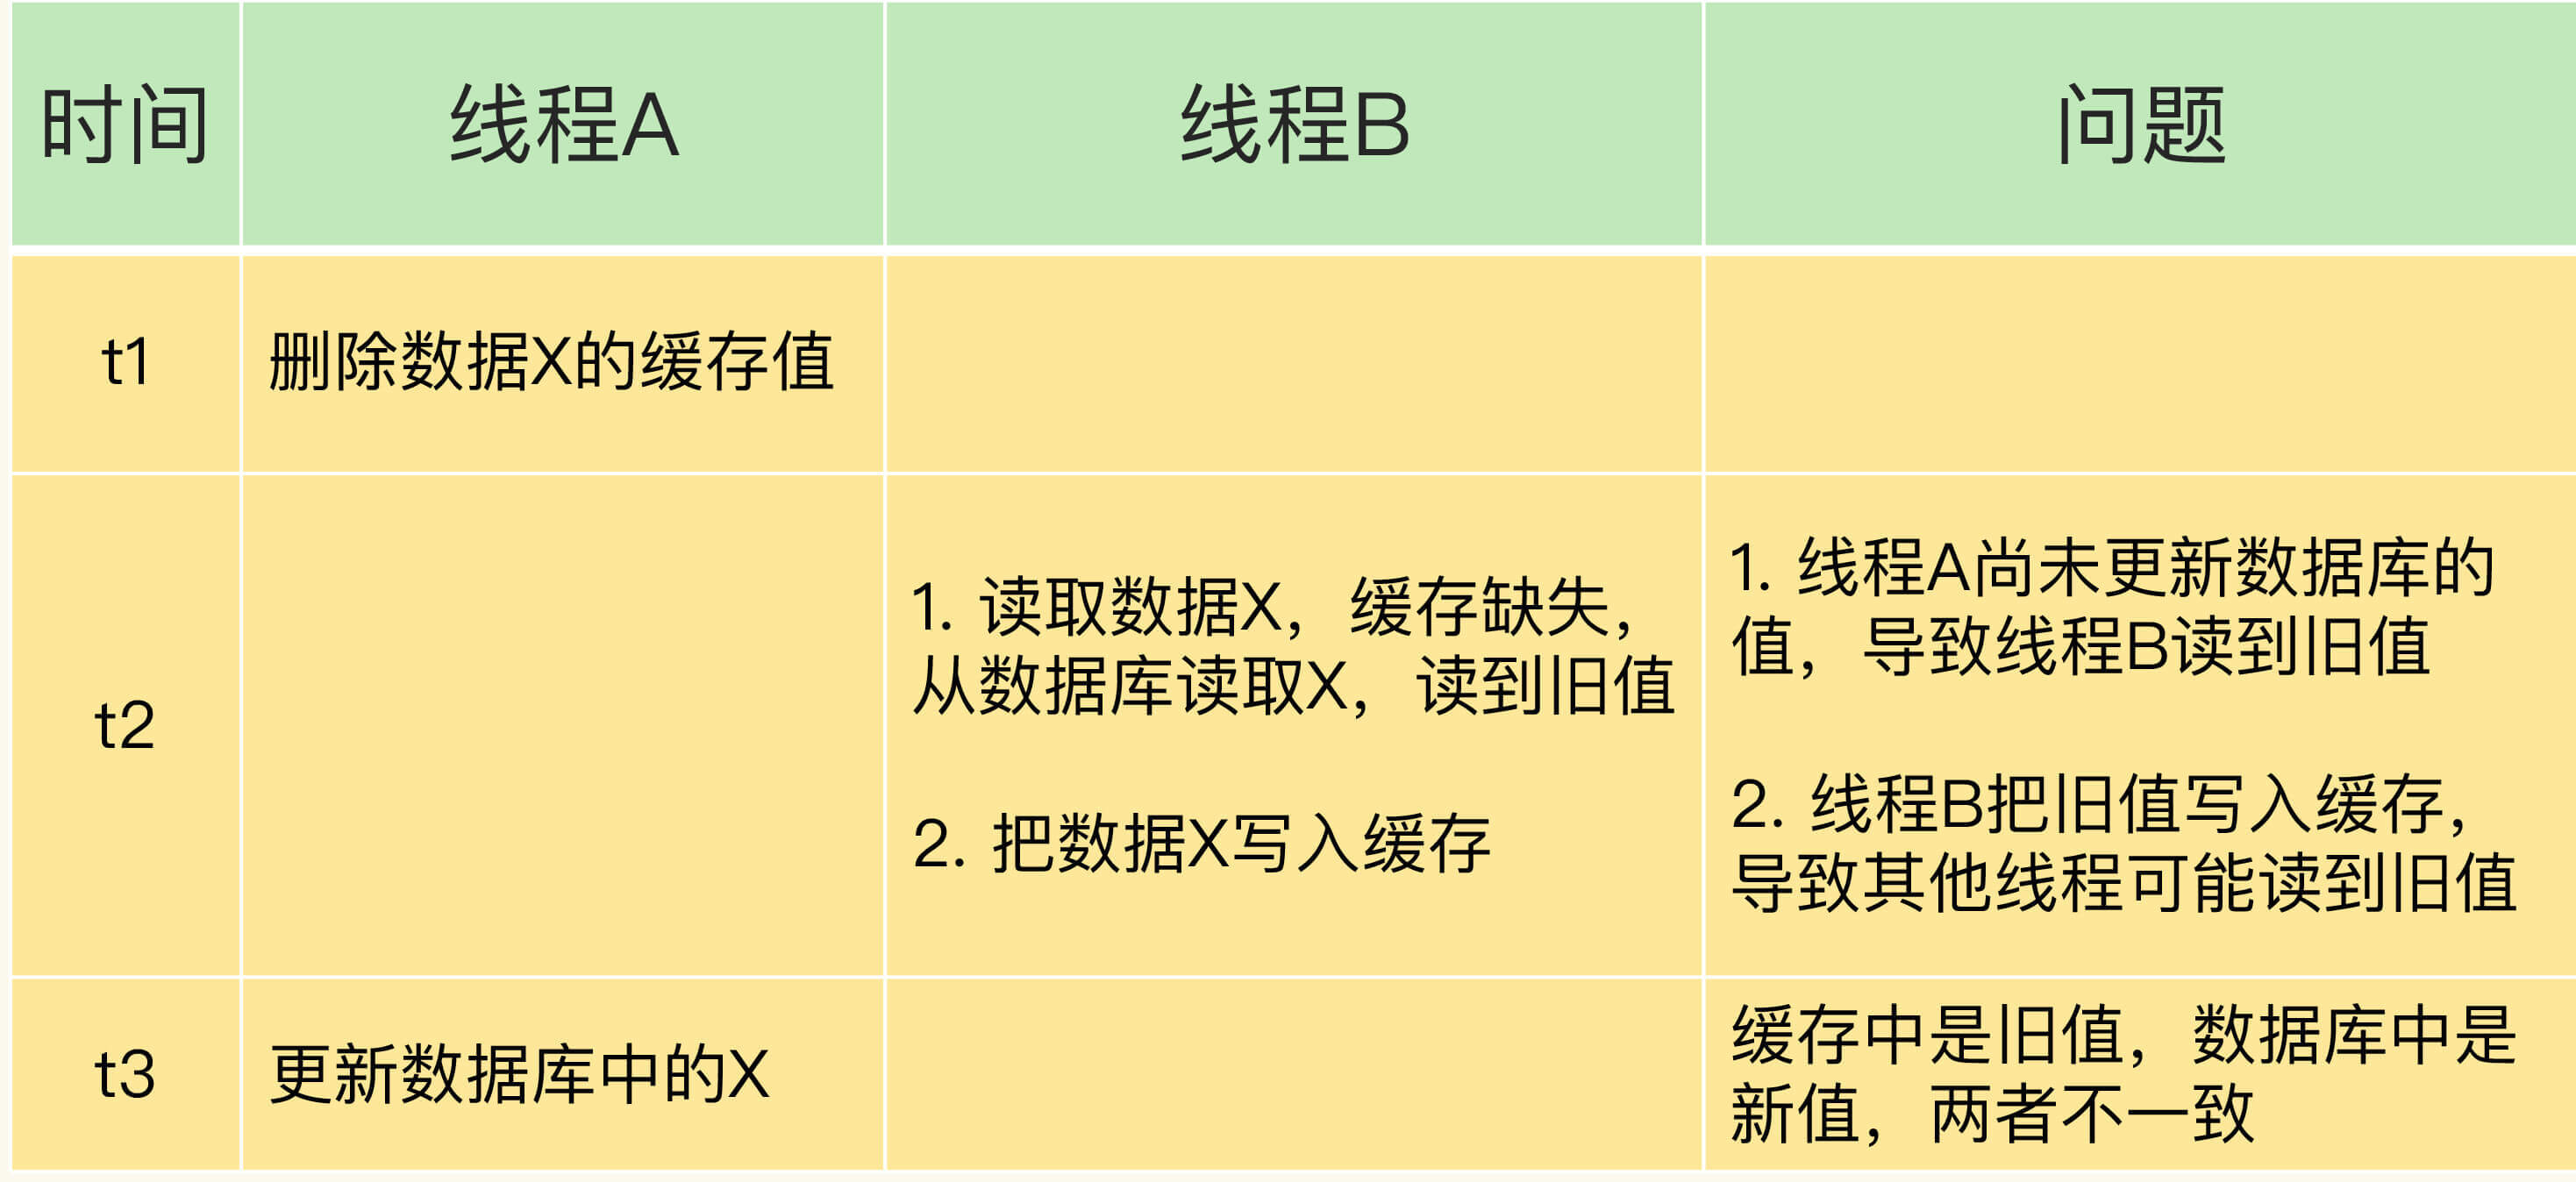 时间 线程A 线程B 问题
t1 删除数据X的缓存值
t2
1. 读取数据X，缓存缺失，
从数据库读取X，读到旧值
2. 把数据X写入缓存
1. 线程A尚未更新数据库的
值，导致线程B读到旧值
2. 线程B把旧值写入缓存，
导致其他线程可能读到旧值
t3 更新数据库中的X
缓存中是旧值，数据库中是
新值，两者不一致